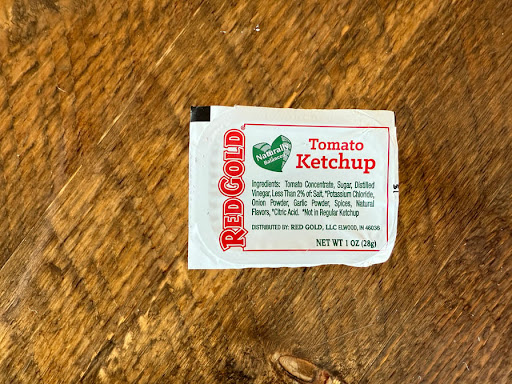 RED GOLD
Naturally
Balanced
Tomato
Ketchup
Ingredients: Tomato Concentrate, Sugar, Distilled
Vinegar, Less Than 2% of: Salt, *Potassium Chloride,
Onion Powder, Garlic Powder, Spices, Natural
Flavors, *Citric Acid. *Not in Regular Ketchup
DISTRIBUTED BY: RED GOLD, LLC ELWOOD, IN 46036
NET WT 1 OZ (28g)